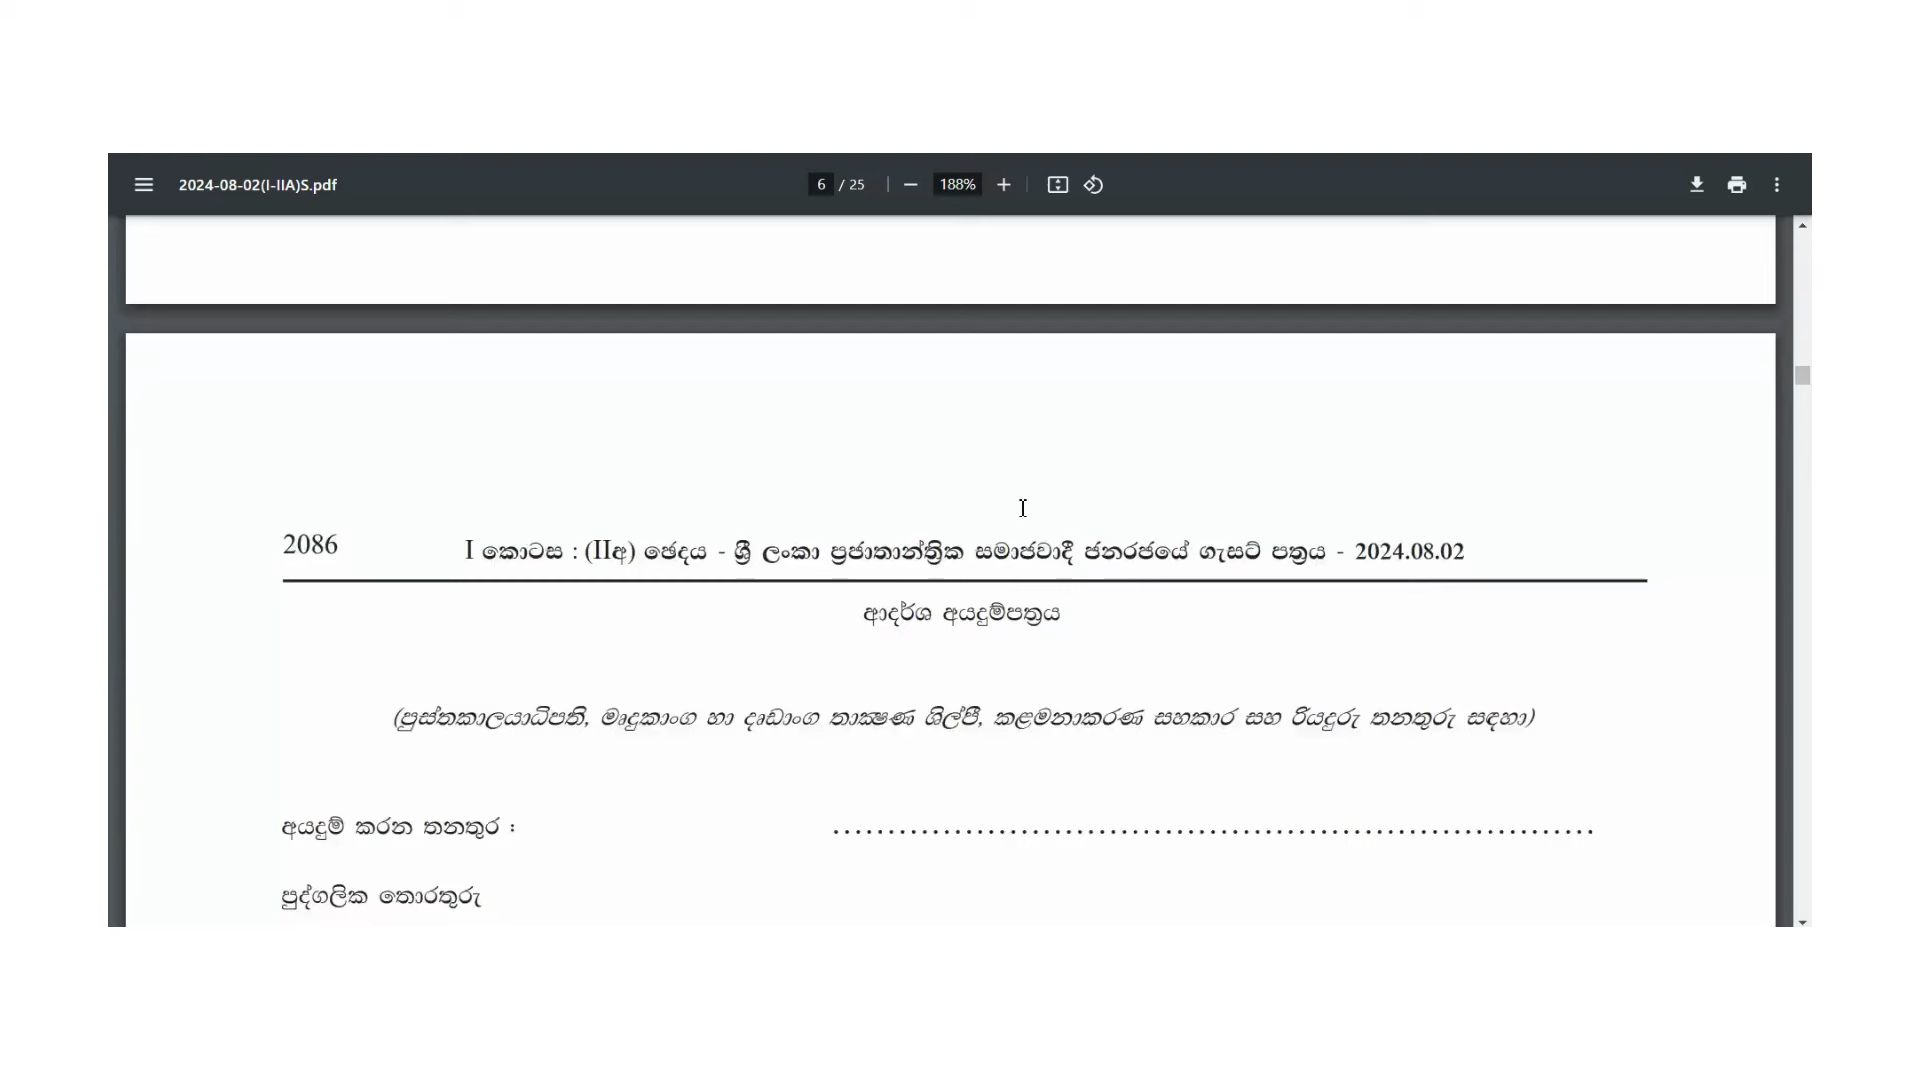 2024-08-02(I-IIA)S.pdf 6 / 25 188%
2086 I කොටස : (IIඅ) ඡෙදය - ශ්‍රී ලංකා ප්‍රජාතාන්ත්‍රික සමාජවාදී ජනරජයේ ගැසට් පත්‍රය - 2024.08.02
ආදර්ශ අයදුම්පත්‍රය
(පුස්තකාලයාධිපති, මෘදුකාංග හා දෘඩාංග තාක්‍ෂණ ශිල්පී, කළමනාකරණ සහකාර සහ රියදුරු තනතුරු සඳහා)
අයදුම් කරන තනතුර : ......................................................................
පුද්ගලික තොරතුරු